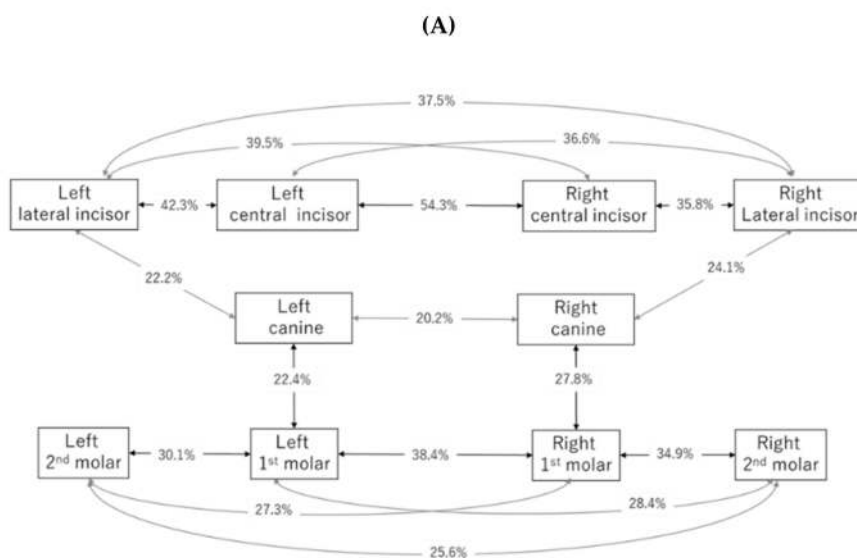 (A)
37.5%
39.5%
36.6%
Left
lateral incisor
42.3%
Left
central incisor
54.3%
Right
central incisor
35.8%
Right
Lateral incisor
22.2%
24.1%
Left
canine
20.2%
Right
canine
22.4%
27.8%
Left
2nd molar
30.1%
Left
1st molar
38.4%
Right
1st molar
34.9%
Right
2nd molar
27.3%
28.4%
25.6%